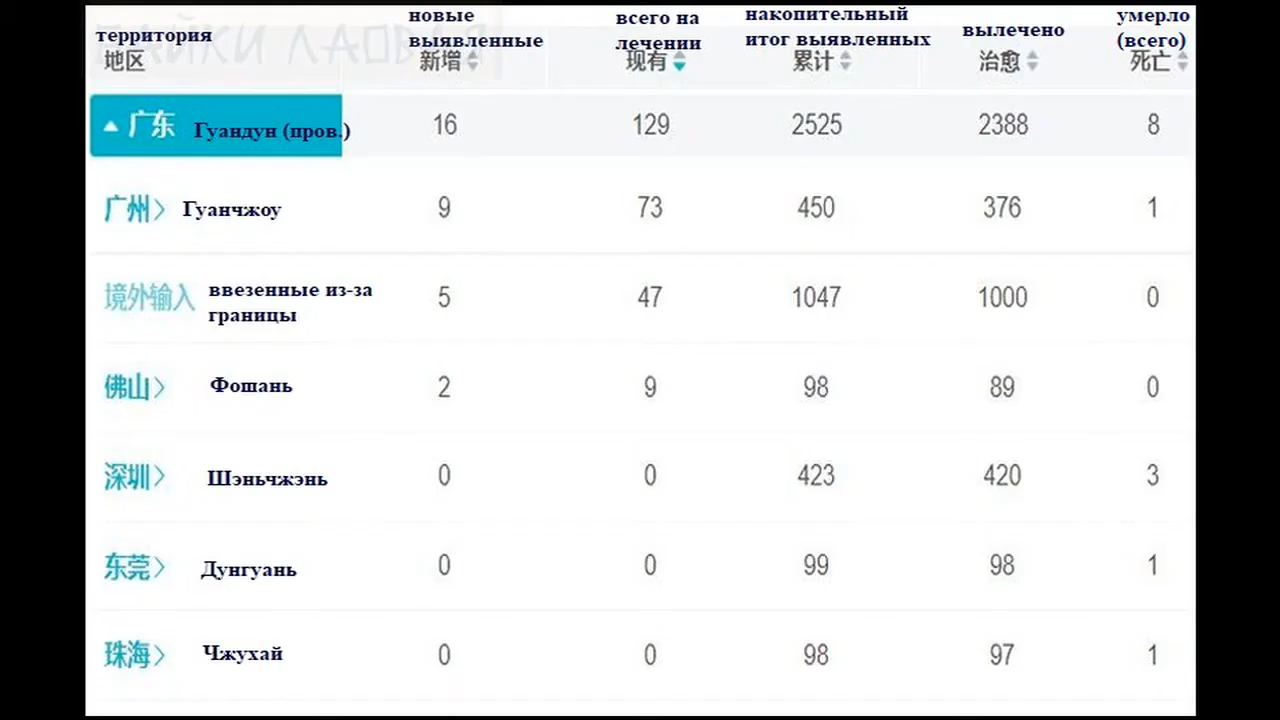 БАЙКИ ЛАОВАЯ
территория новые выявленные всего на лечении накопительный итог выявленных вылечено умерло (всего)
地区 新增 现有 累计 治愈 死亡
广东 Гуандун (пров.) 16 129 2525 2388 8
广州 Гуанчжоу 9 73 450 376 1
境外输入 ввезенные из-за границы 5 47 1047 1000 0
佛山 Фошань 2 9 98 89 0
深圳 Шэньчжэнь 0 0 423 420 3
东莞 Дунгуань 0 0 99 98 1
珠海 Чжухай 0 0 98 97 1